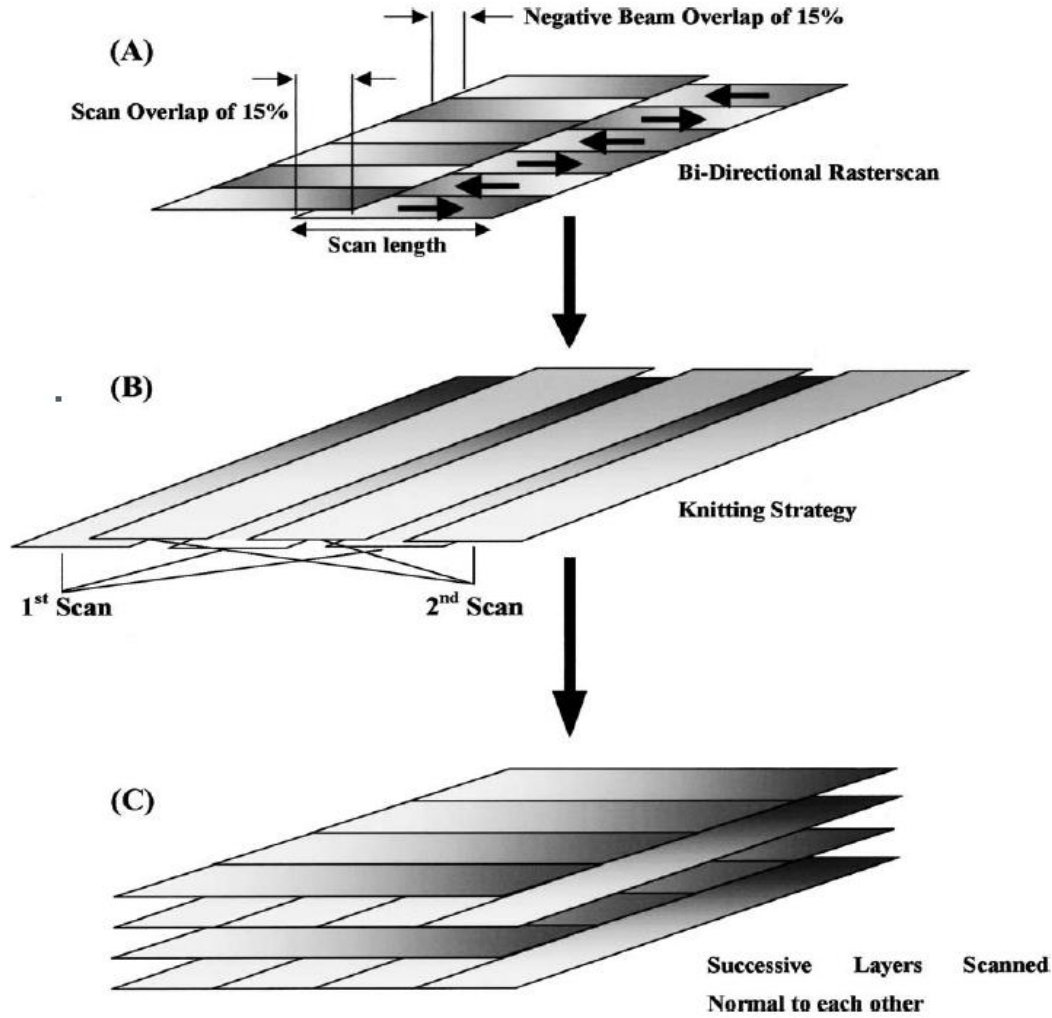 Negative Beam Overlap of 15%
(A)
Scan Overlap of 15%
Bi-Directional Rasterscan
Scan length
(B)
Knitting Strategy
1st Scan
2nd Scan
(C)
Successive Layers Scanned
Normal to each other